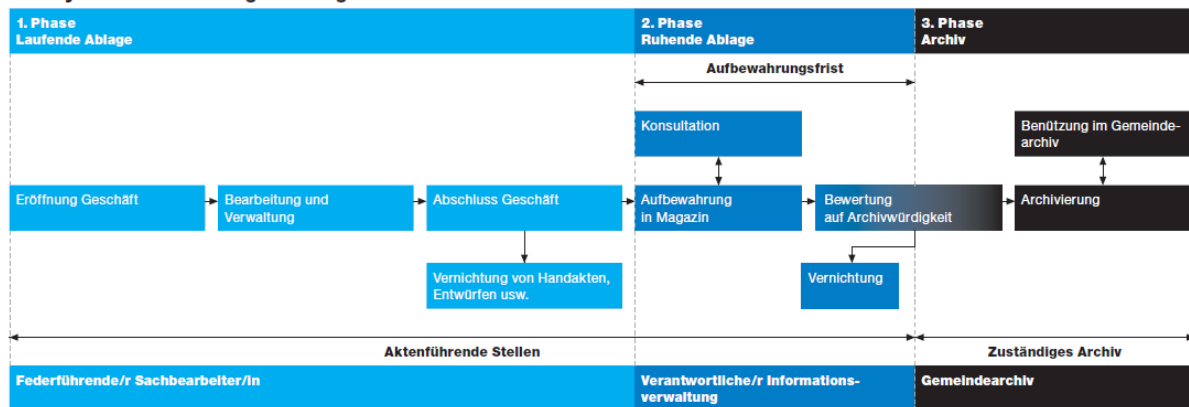 1. Phase
Laufende Ablage
2. Phase
Ruhende Ablage
3. Phase
Archiv
Aufbewahrungsfrist
Konsultation
Benützung im Gemeinde-
archiv
Eröffnung Geschäft
Bearbeitung und
Verwaltung
Abschluss Geschäft
Aufbewahrung
in Magazin
Bewertung
auf Archivwürdigkeit
Archivierung
Vernichtung von Handakten,
Entwürfen usw.
Vernichtung
Aktenführende Stellen
Zuständiges Archiv
Federführende/r Sachbearbeiter/in
Verantwortliche/r Informations-
verwaltung
Gemeindearchiv